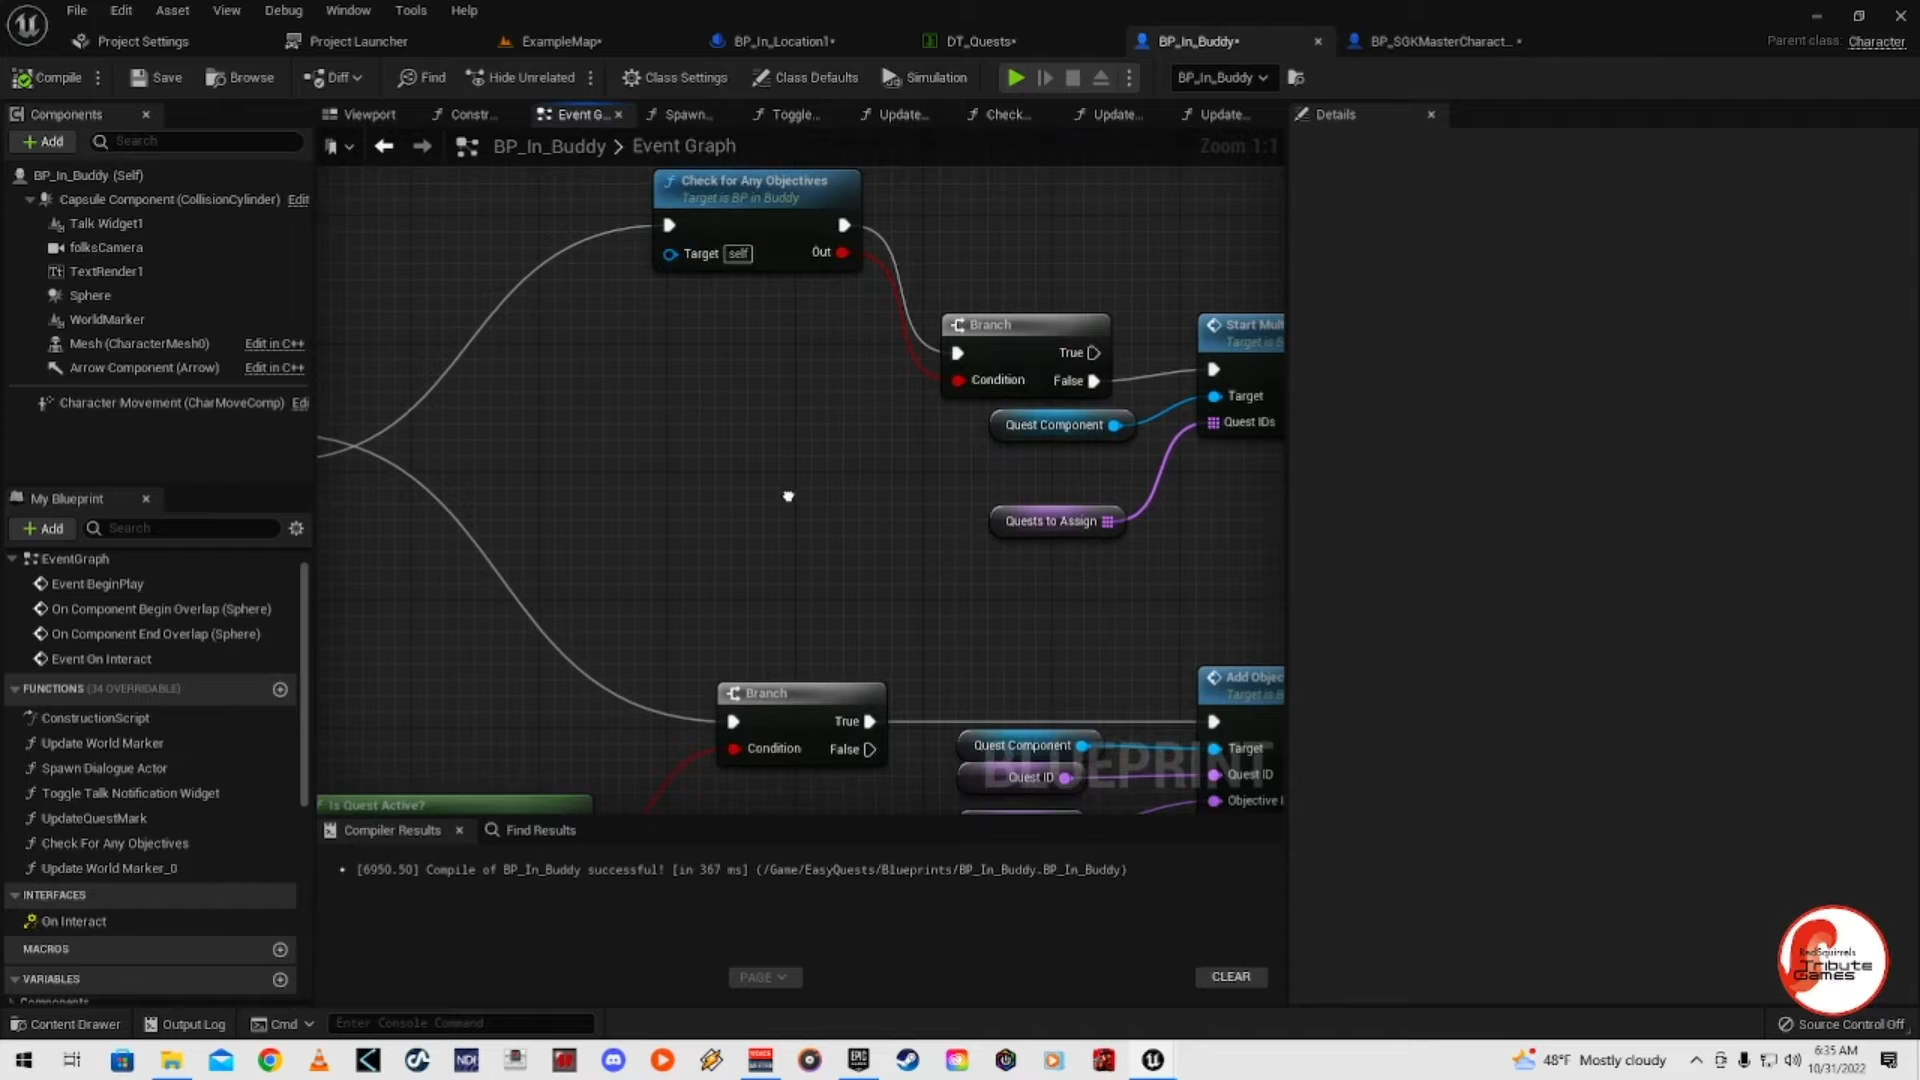 File Edit Asset View Debug Window Tools Help
Project Settings Project Launcher ExampleMap* BP_In_Location1* DT_Quests* BP_In_Buddy* BP_SGKMasterCharact... * Parent class: Character
Compile Save Browse Diff Find Hide Unrelated Class Settings Class Defaults Simulation BP_In_Buddy
Components
Add Search
BP_In_Buddy (Self)
Capsule Component (CollisionCylinder) Edit
Talk Widget1
folksCamera
TextRender1
Sphere
WorldMarker
Mesh (CharacterMesh0) Edit in C++
Arrow Component (Arrow) Edit in C++
Character Movement (CharMoveComp) Edi
My Blueprint
Add Search
EventGraph
Event BeginPlay
On Component Begin Overlap (Sphere)
On Component End Overlap (Sphere)
Event On Interact
FUNCTIONS (34 OVERRIDABLE)
ConstructionScript
Update World Marker
Spawn Dialogue Actor
Toggle Talk Notification Widget
UpdateQuestMark
Check For Any Objectives
Update World Marker_0
INTERFACES
On Interact
MACROS
VARIABLES
Components
Viewport Constr... Event G... Spawn... Toggle... Update... Check... Update... Update...
BP_In_Buddy > Event Graph Zoom 1:1
Check for Any Objectives
Target is BP in Buddy
Target self Out
Branch
True
Condition False
Start Mult
Target is B
Target
Quest IDs
Quest Component
Quests to Assign
Branch
True
Condition False
Add Objec
Target is B
Target
Quest ID
Objective I
Quest Component
Quest ID
BLUEPRINT
Is Quest Active?
Compiler Results Find Results
[6950.50] Compile of BP_In_Buddy successful! [in 367 ms] (/Game/EasyQuests/Blueprints/BP_In_Buddy.BP_In_Buddy)
PAGE CLEAR
Details
RedSquirrels
Tribute
Games
Content Drawer Output Log Cmd Enter Console Command Source Control Off
48°F Mostly cloudy
6:35 AM
10/31/2022